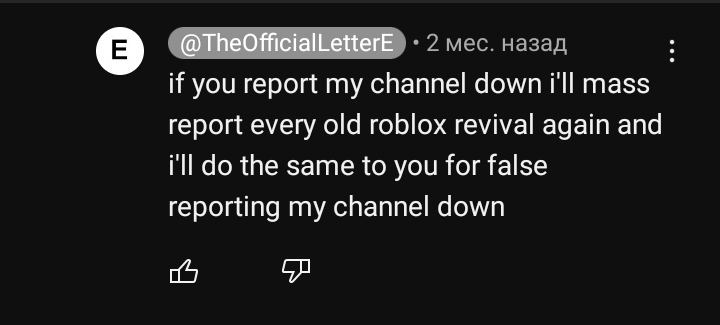 E
@TheOfficialLetterE • 2 мес. назад
if you report my channel down i'll mass
report every old roblox revival again and
i'll do the same to you for false
reporting my channel down